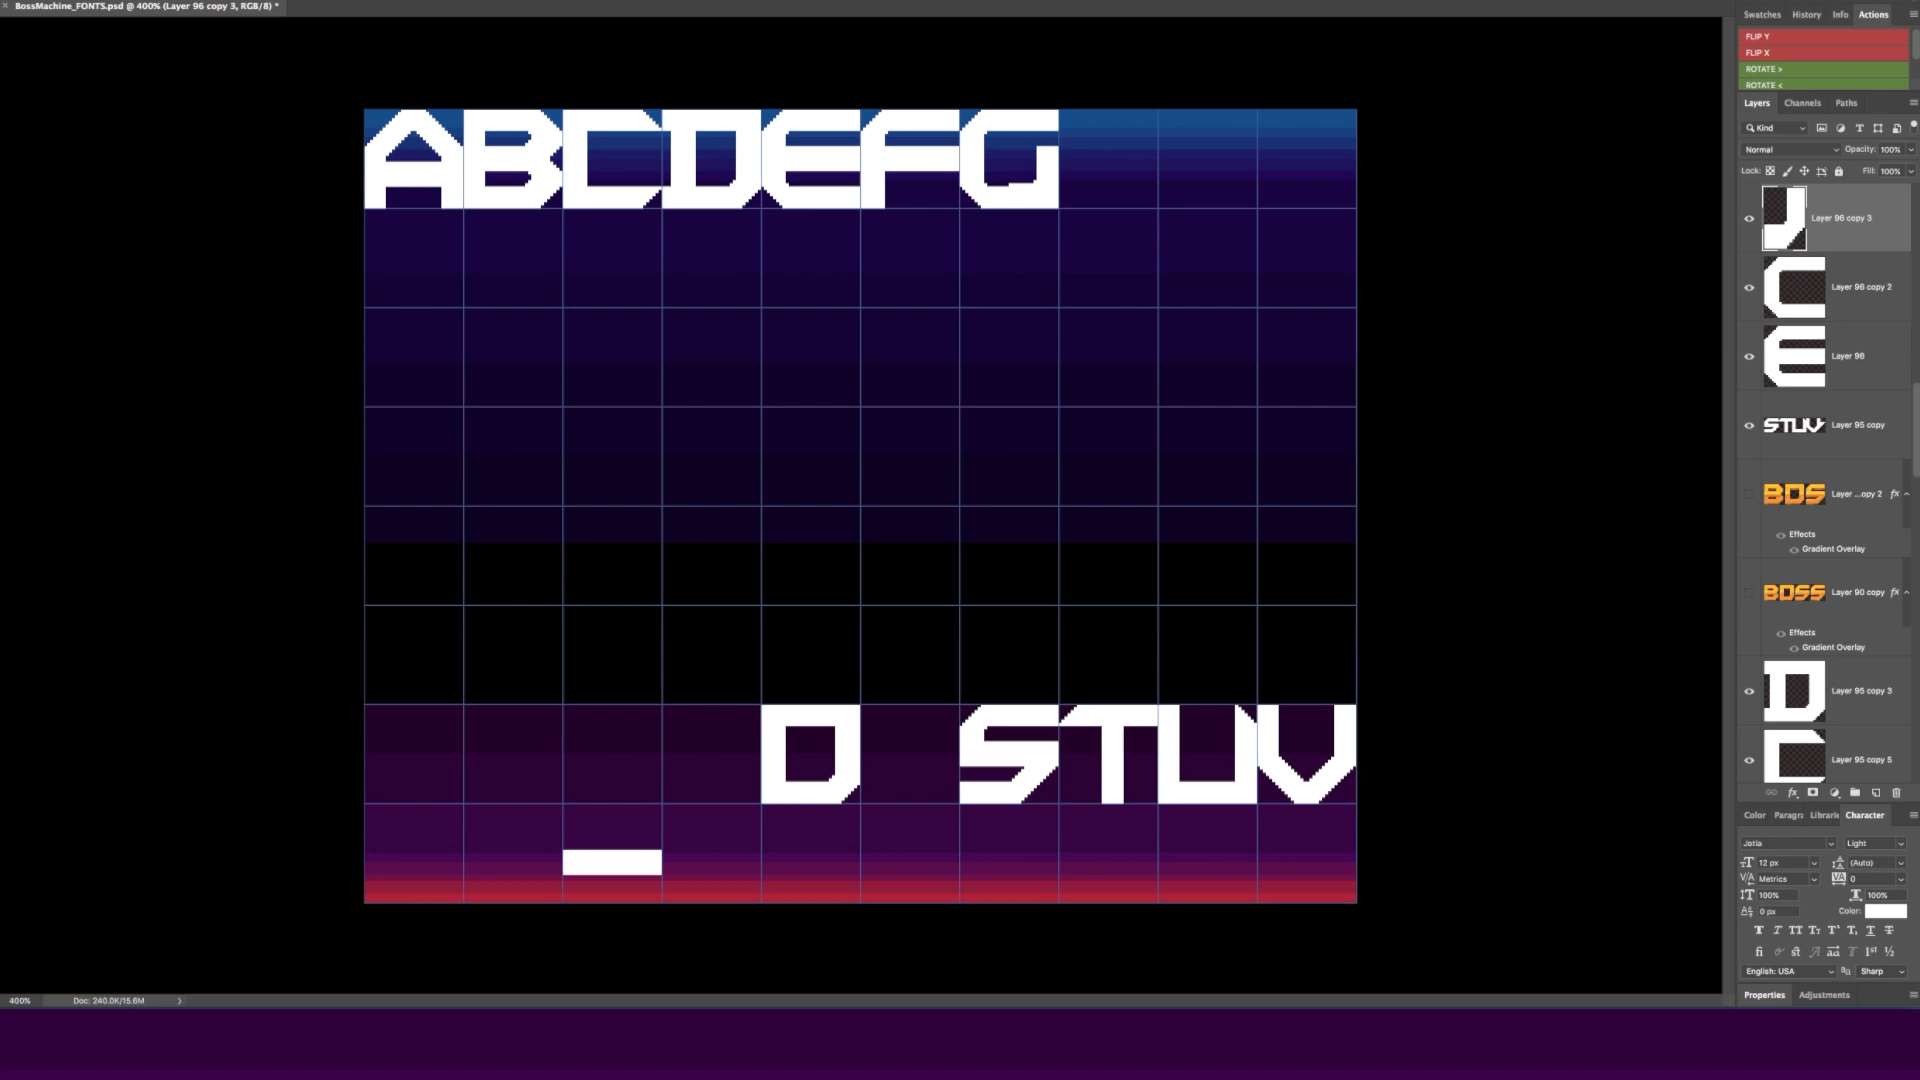 BossMachine_FONTS.psd @ 400% (Layer 96 copy 3, RGB/8) *
Swatches History Info Actions
FLIP Y
FLIP X
ROTATE >
ROTATE <
Layers Channels Paths
Kind
Normal Opacity: 100%
Lock: Fill: 100%
Layer 96 copy 3
Layer 96 copy 2
Layer 96
STUV Layer 95 copy
BOS Layer ...opy 2 fx
Effects
Gradient Overlay
BOSS Layer 90 copy fx
Effects
Gradient Overlay
D Layer 95 copy 3
Layer 95 copy 5
ABCDEFG
D STUV
Color Paragr Librari Character
Jotia Light
12 px (Auto)
Metrics 0
100% 100%
0 px Color:
English: USA aa Sharp
Properties Adjustments
400% Doc: 240.0K/15.6M